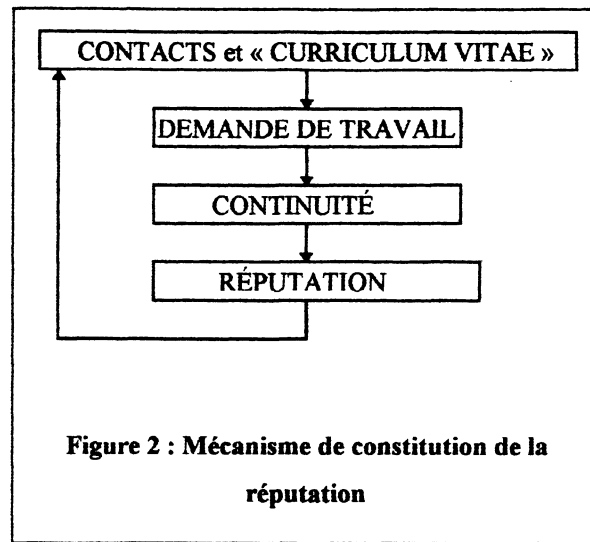 CONTACTS et « CURRICULUM VITAE »
DEMANDE DE TRAVAIL
CONTINUITÉ
RÉPUTATION
Figure 2 : Mécanisme de constitution de la
réputation